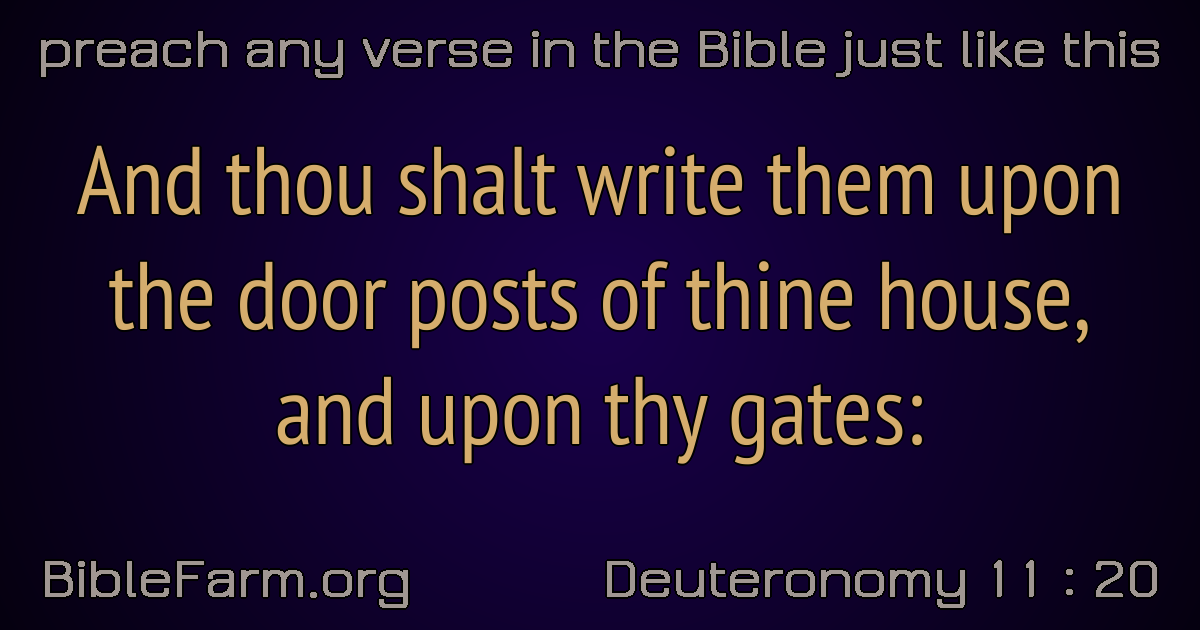 preach any verse in the Bible just like this
And thou shalt write them upon
the door posts of thine house,
and upon thy gates:
BibleFarm.org
Deuteronomy 11 : 20